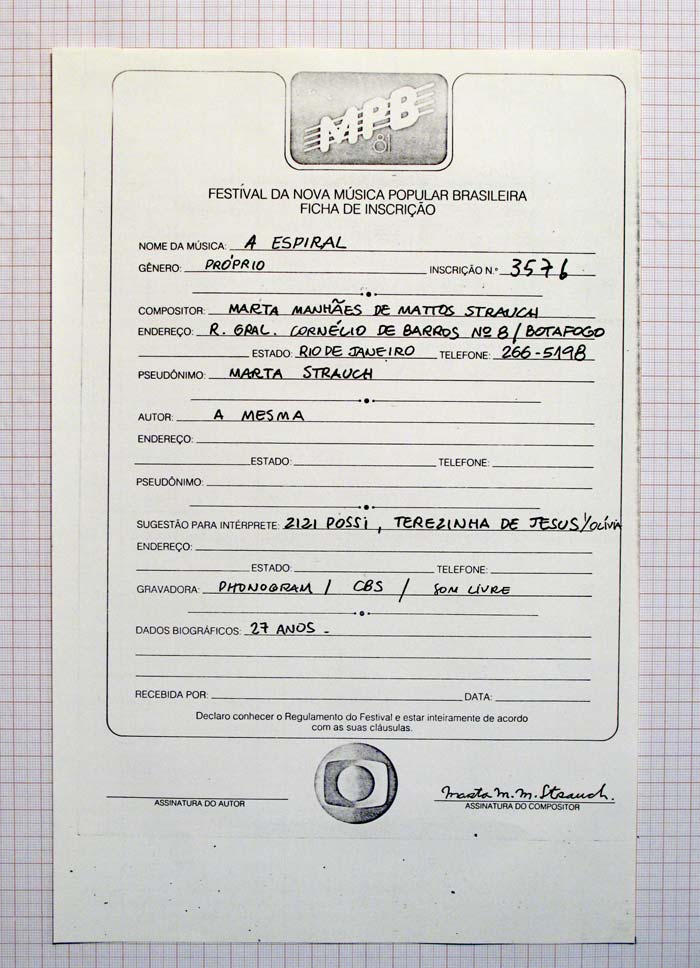 MPB
81
FESTIVAL DA NOVA MÚSICA POPULAR BRASILEIRA
FICHA DE INSCRIÇÃO
NOME DA MÚSICA: A ESPIRAL
GÊNERO: PRÓPRIO INSCRIÇÃO N.º 3576
COMPOSITOR: MARTA MANHÃES DE MATTOS STRAUCH
ENDEREÇO: R. GRAL. CORNÉLIO DE BARROS Nº 8/BOTAFOGO
ESTADO: RIO DE JANEIRO TELEFONE: 266-5198
PSEUDÔNIMO: MARTA STRAUCH
AUTOR: A MESMA
ENDEREÇO:
ESTADO: TELEFONE:
PSEUDÔNIMO:
SUGESTÃO PARA INTÉRPRETE: ZIZI POSSI, TEREZINHA DE JESUS/OLÍVIA
ENDEREÇO:
ESTADO: TELEFONE:
GRAVADORA: PHONOGRAM / CBS / SOM LIVRE
DADOS BIOGRÁFICOS: 27 ANOS -
RECEBIDA POR: DATA:
Declaro conhecer o Regulamento do Festival e estar inteiramente de acordo
com as suas cláusulas.
Marta M. M. Strauch.
ASSINATURA DO AUTOR ASSINATURA DO COMPOSITOR